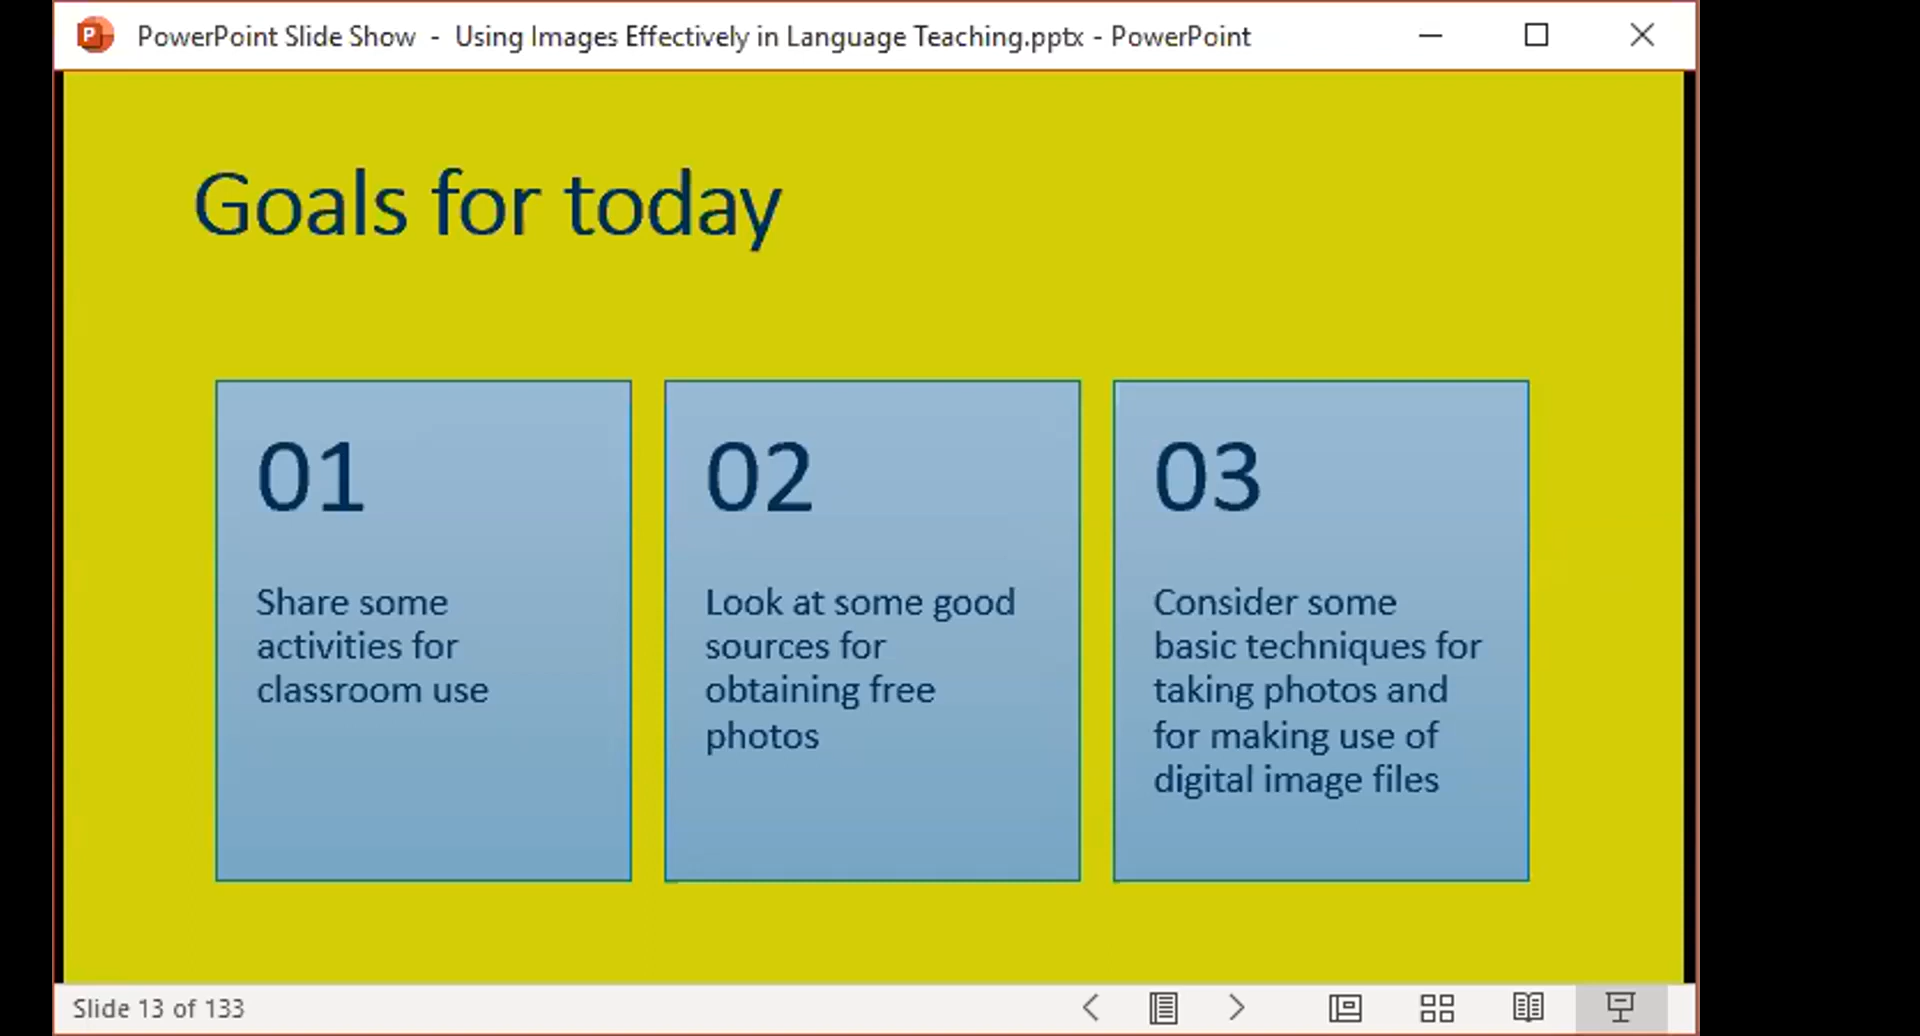 PowerPoint Slide Show - Using Images Effectively in Language Teaching.pptx - PowerPoint
Goals for today
01
Share some
activities for
classroom use
02
Look at some good
sources for
obtaining free
photos
03
Consider some
basic techniques for
taking photos and
for making use of
digital image files
Slide 13 of 133